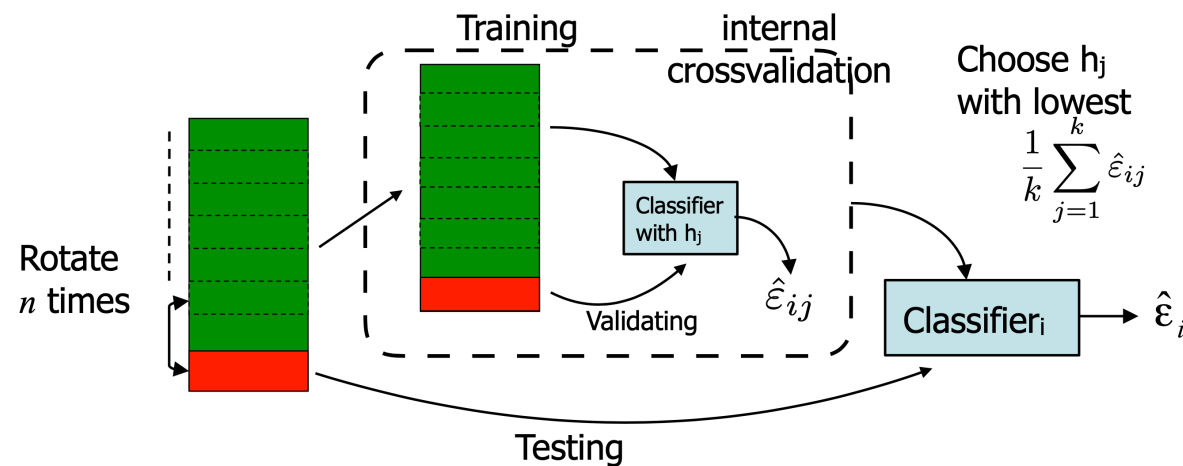 Training
internal
crossvalidation
Choose hj
with lowest
1/k ∑_{j=1}^{k} ε̂_{ij}
Classifier
with hj
Rotate
n times
ε̂_{ij}
Validating
Classifieri
ε̂_i
Testing